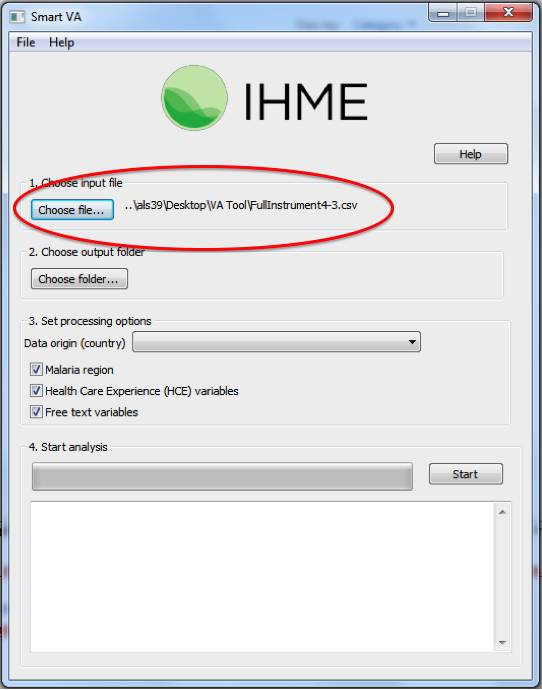 Smart VA
File Help
IHME
Help
1. Choose input file
Choose file... ..\als39\Desktop\VA Tool\FullInstrument4-3.csv
2. Choose output folder
Choose folder...
3. Set processing options
Data origin (country)
Malaria region
Health Care Experience (HCE) variables
Free text variables
4. Start analysis
Start